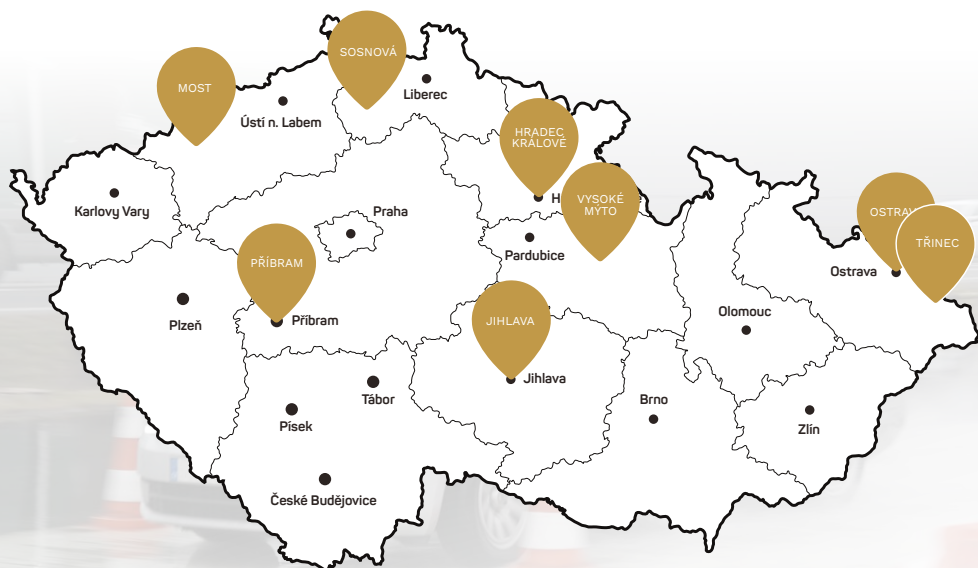 SOSNOVÁ
MOST
Liberec
Ústí n. Labem
HRADEC
KRÁLOVÉ
Karlovy Vary
VYSOKÉ
MÝTO
Praha
OSTRAVA
TŘINEC
Pardubice
PŘÍBRAM
Ostrava
Olomouc
Plzeň
Příbram
JIHLAVA
Jihlava
Tábor
Brno
Písek
Zlín
České Budějovice